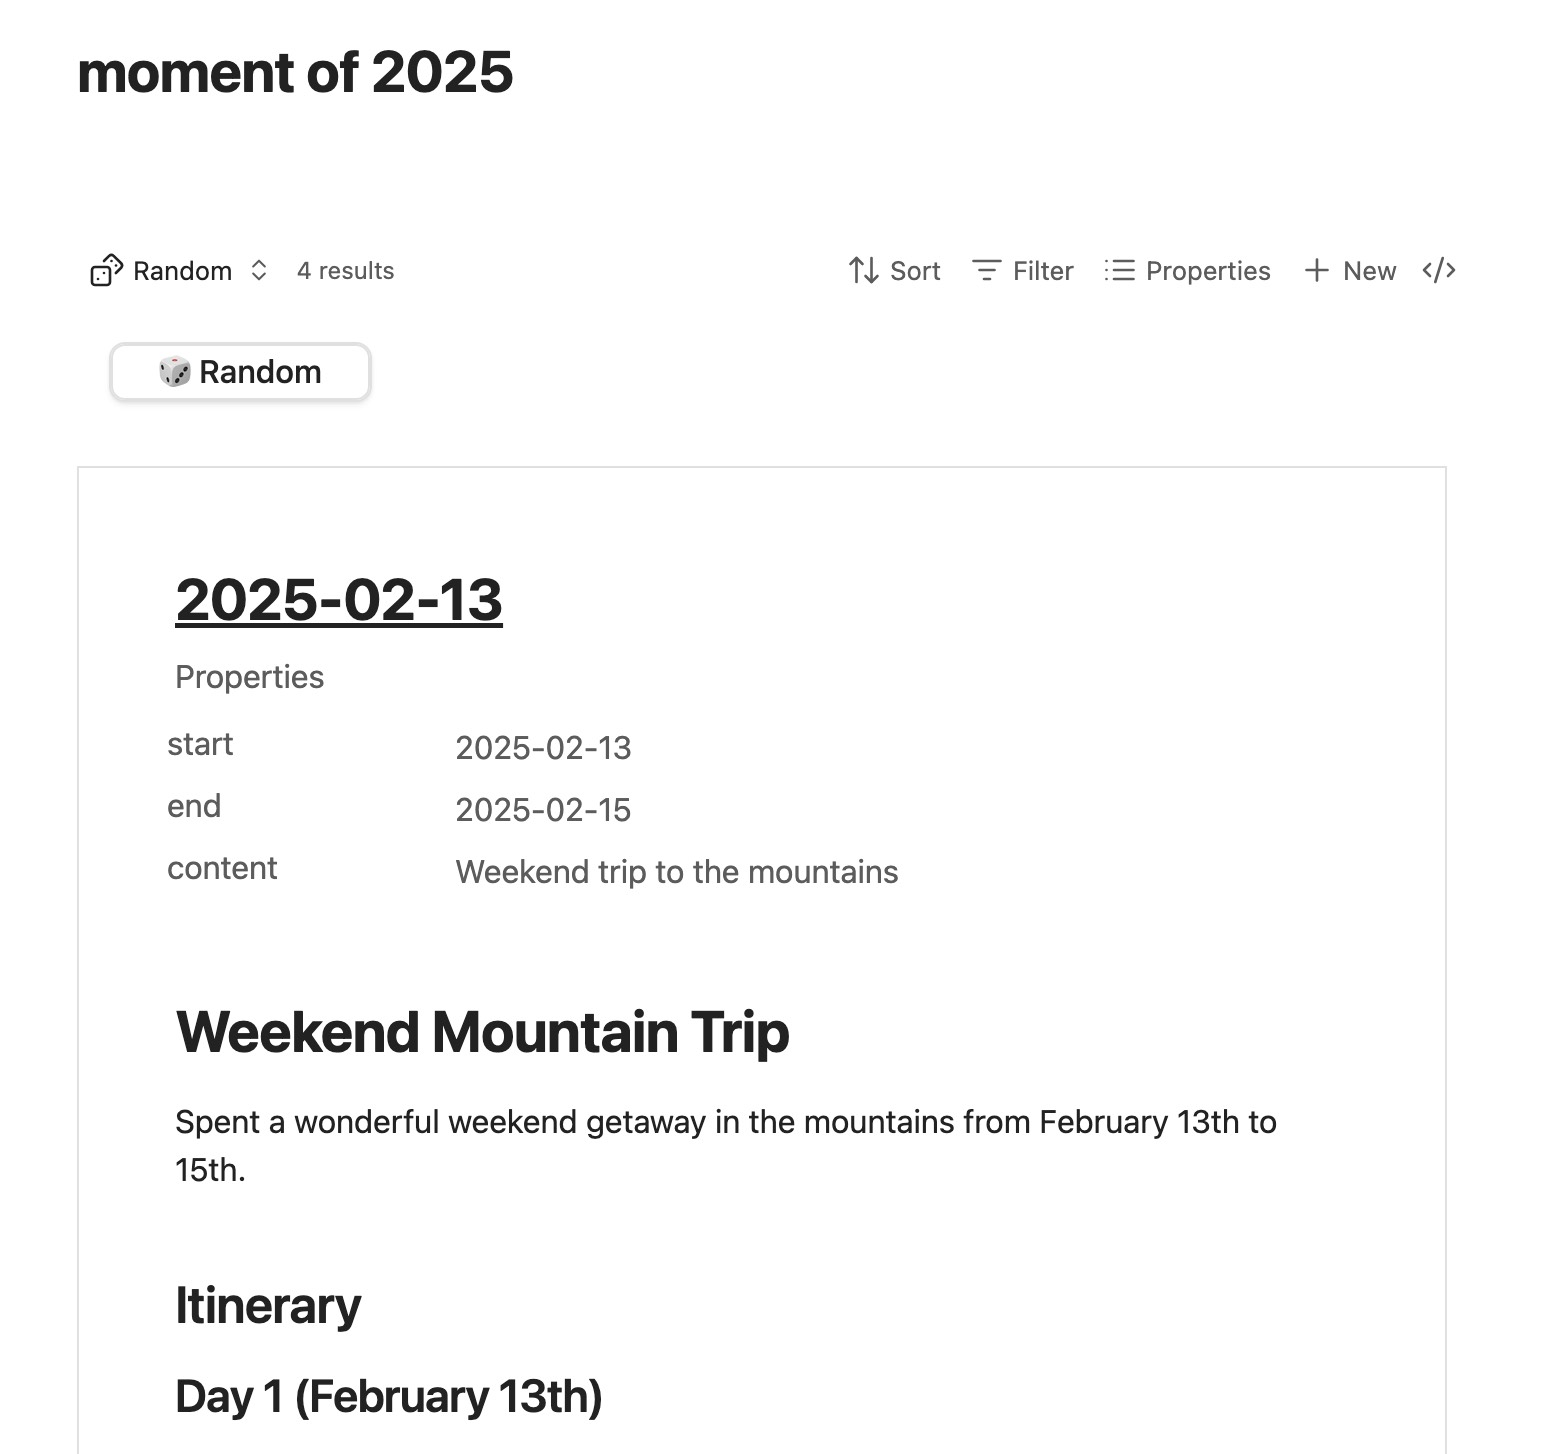 moment of 2025
Random 4 results Sort Filter Properties + New </>
Random
2025-02-13
Properties
start 2025-02-13
end 2025-02-15
content Weekend trip to the mountains
Weekend Mountain Trip
Spent a wonderful weekend getaway in the mountains from February 13th to
15th.
Itinerary
Day 1 (February 13th)